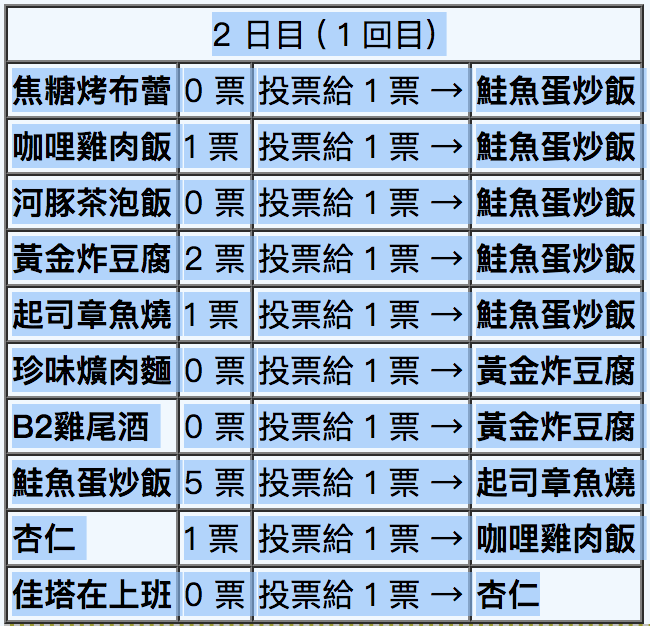 2 日目 ( 1 回目)
焦糖烤布蕾 0 票 投票給 1 票 → 鮭魚蛋炒飯
咖哩雞肉飯 1 票 投票給 1 票 → 鮭魚蛋炒飯
河豚茶泡飯 0 票 投票給 1 票 → 鮭魚蛋炒飯
黃金炸豆腐 2 票 投票給 1 票 → 鮭魚蛋炒飯
起司章魚燒 1 票 投票給 1 票 → 鮭魚蛋炒飯
珍味爌肉麵 0 票 投票給 1 票 → 黃金炸豆腐
B2雞尾酒 0 票 投票給 1 票 → 黃金炸豆腐
鮭魚蛋炒飯 5 票 投票給 1 票 → 起司章魚燒
杏仁 1 票 投票給 1 票 → 咖哩雞肉飯
佳塔在上班 0 票 投票給 1 票 → 杏仁